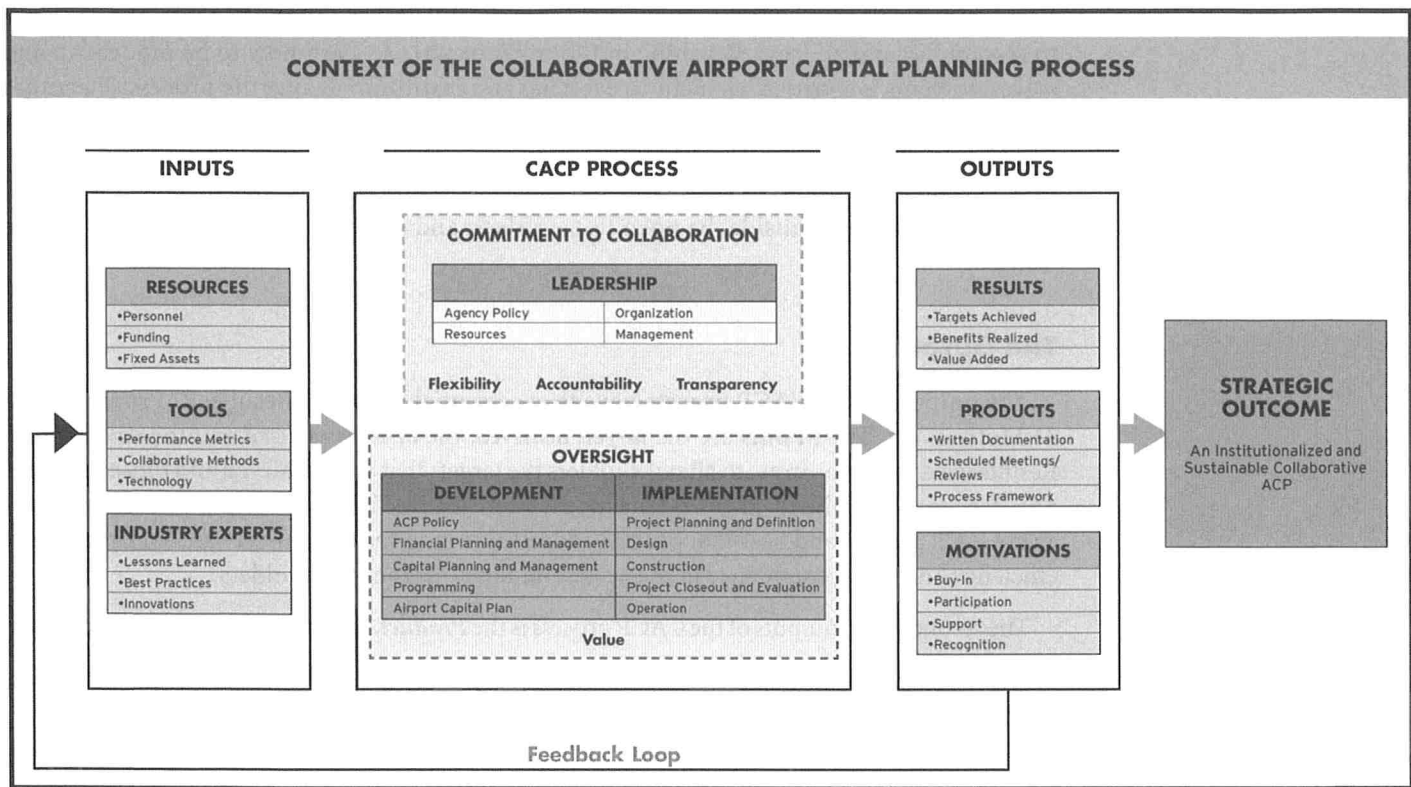 CONTEXT OF THE COLLABORATIVE AIRPORT CAPITAL PLANNING PROCESS
INPUTS
RESOURCES
•Personnel
•Funding
•Fixed Assets
TOOLS
•Performance Metrics
•Collaborative Methods
•Technology
INDUSTRY EXPERTS
•Lessons Learned
•Best Practices
•Innovations
CACP PROCESS
COMMITMENT TO COLLABORATION
LEADERSHIP
Agency Policy Organization
Resources Management
Flexibility Accountability Transparency
OVERSIGHT
DEVELOPMENT IMPLEMENTATION
ACP Policy Project Planning and Definition
Financial Planning and Management Design
Capital Planning and Management Construction
Programming Project Closeout and Evaluation
Airport Capital Plan Operation
Value
OUTPUTS
RESULTS
•Targets Achieved
•Benefits Realized
•Value Added
PRODUCTS
•Written Documentation
•Scheduled Meetings/
Reviews
•Process Framework
MOTIVATIONS
•Buy-In
•Participation
•Support
•Recognition
STRATEGIC
OUTCOME
An Institutionalized and
Sustainable Collaborative
ACP
Feedback Loop